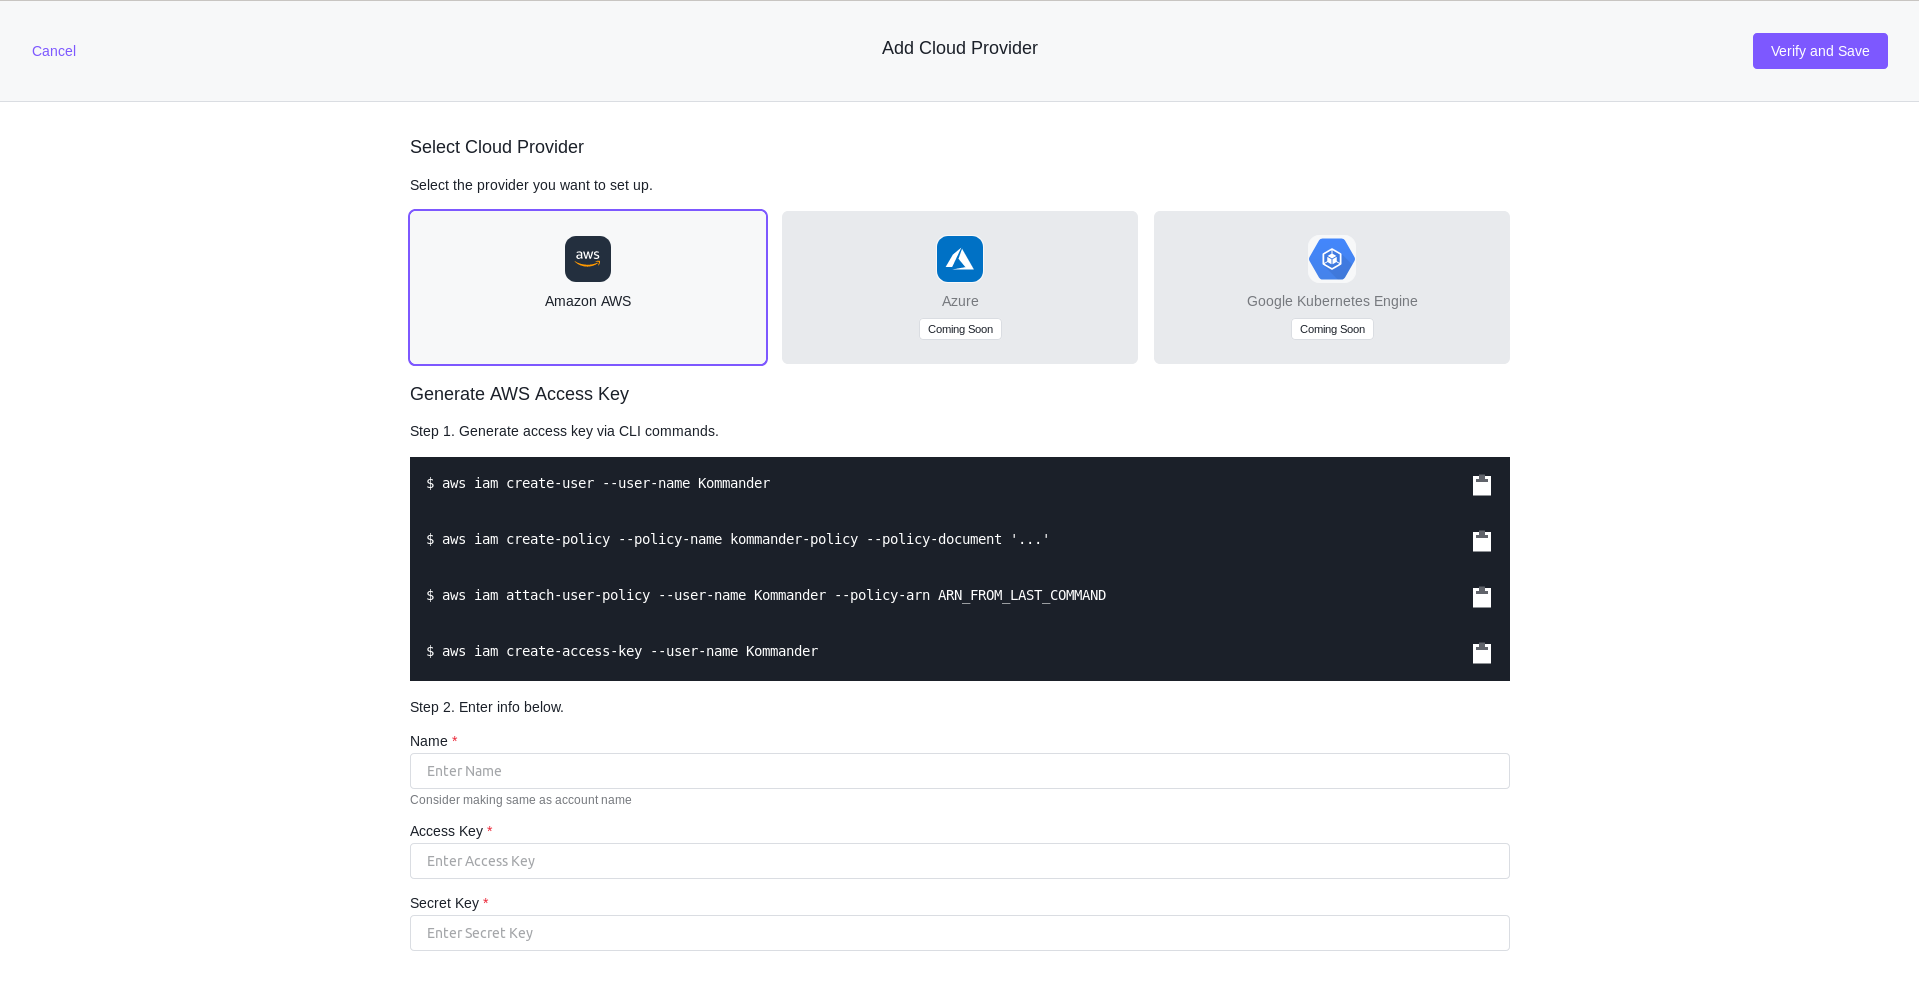 Cancel
Add Cloud Provider
Verify and Save
Select Cloud Provider
Select the provider you want to set up.
aws
Amazon AWS
Azure
Coming Soon
Google Kubernetes Engine
Coming Soon
Generate AWS Access Key
Step 1. Generate access key via CLI commands.
$ aws iam create-user --user-name Kommander
$ aws iam create-policy --policy-name kommander-policy --policy-document '...'
$ aws iam attach-user-policy --user-name Kommander --policy-arn ARN_FROM_LAST_COMMAND
$ aws iam create-access-key --user-name Kommander
Step 2. Enter info below.
Name *
Enter Name
Consider making same as account name
Access Key *
Enter Access Key
Secret Key *
Enter Secret Key